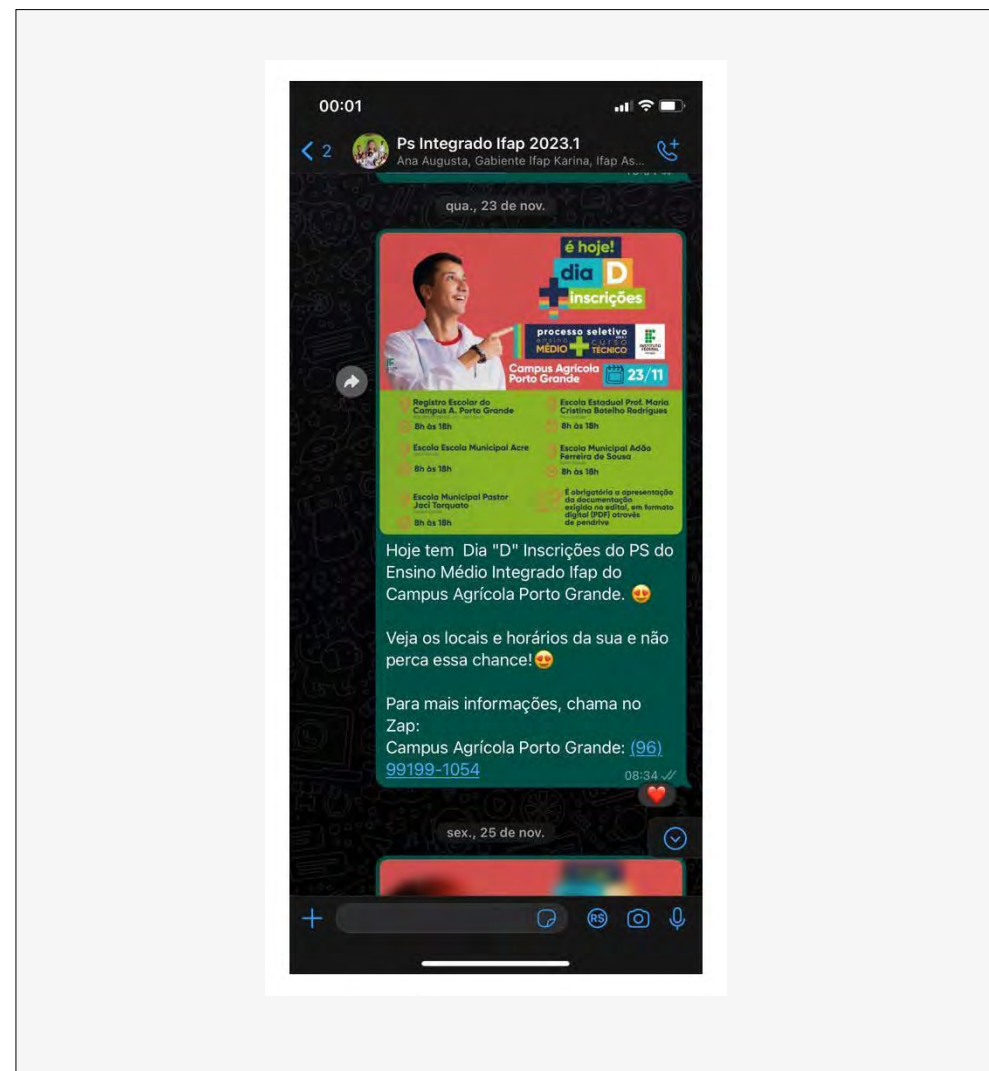 00:01
2
Ps Integrado Ifap 2023.1
Ana Augusta, Gabiente Ifap Karina, Ifap As...
qua., 23 de nov.
é hoje!
dia D
+ inscrições
processo seletivo
ensino MÉDIO + curso TÉCNICO
INSTITUTO FEDERAL
Campus Agrícola
Porto Grande
23/11
Registro Escolar do
Campus A. Porto Grande
8h às 18h
Escola Estadual Prof. Maria
Cristina Botelho Rodrigues
8h às 18h
Escola Escola Municipal Acre
8h às 18h
Escola Municipal Adão
Ferreira de Sousa
8h às 18h
Escola Municipal Pastor
Jaci Torquato
8h às 18h
É obrigatória a apresentação
da documentação
exigida no edital, em formato
digital (PDF) através
de pendrive
Hoje tem Dia "D" Inscrições do PS do
Ensino Médio Integrado Ifap do
Campus Agrícola Porto Grande. 😍
Veja os locais e horários da sua e não
perca essa chance!😍
Para mais informações, chama no
Zap:
Campus Agrícola Porto Grande: (96)
99199-1054
08:34
sex., 25 de nov.
R$